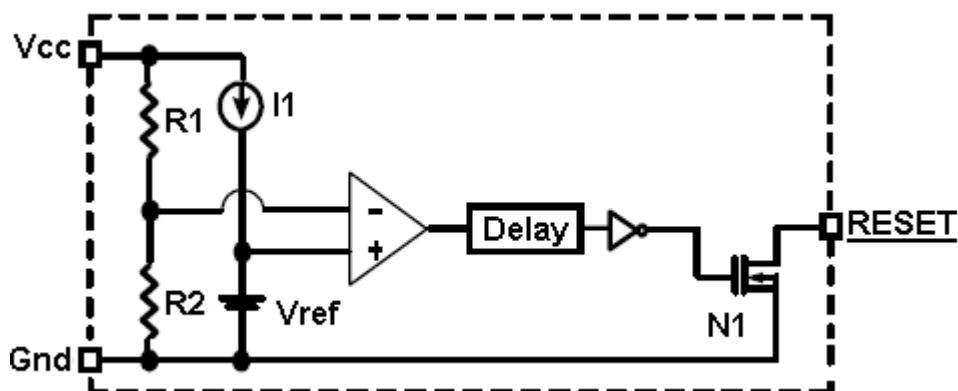 Vcc
I1
R1
-
+
Delay
RESET
R2
Vref
N1
Gnd